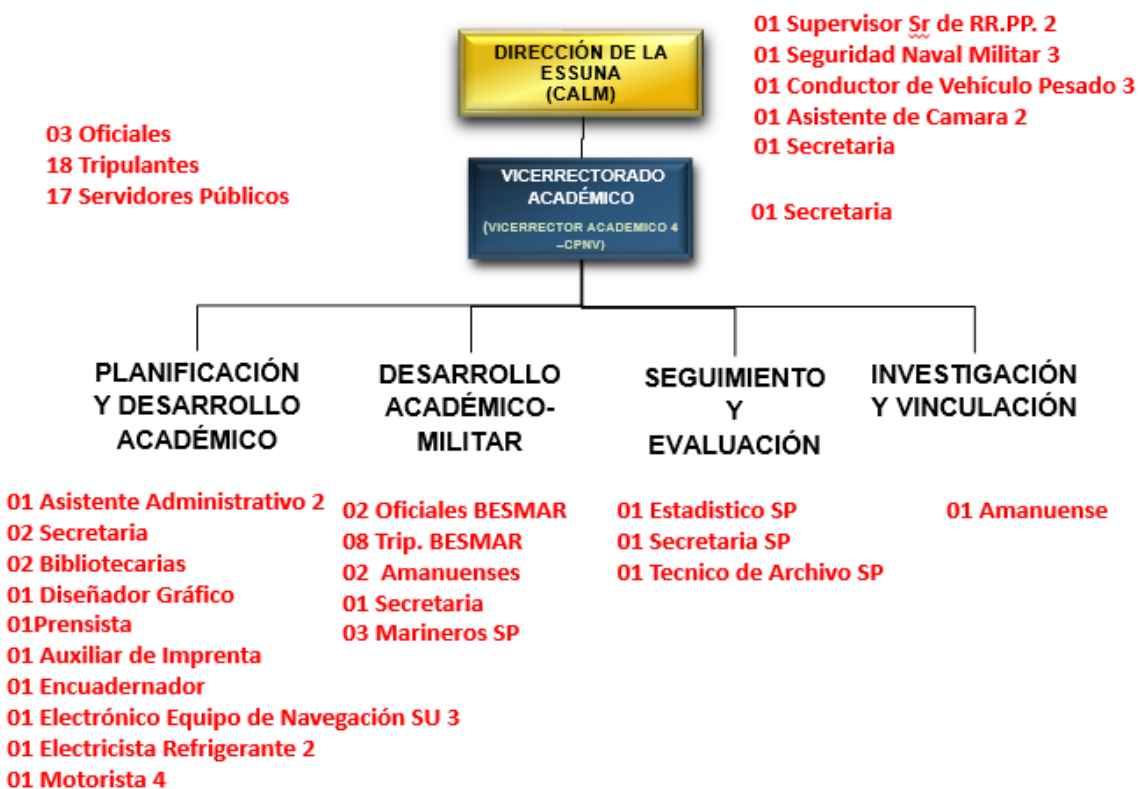 DIRECCIÓN DE LA
ESSUNA
(CALM)
01 Supervisor Sr de RR.PP. 2
01 Seguridad Naval Militar 3
01 Conductor de Vehículo Pesado 3
01 Asistente de Camara 2
01 Secretaria
03 Oficiales
18 Tripulantes
17 Servidores Públicos
VICERRECTORADO
ACADÉMICO
(VICERRECTOR ACADEMICO 4
–CPNV)
01 Secretaria
PLANIFICACIÓN
Y DESARROLLO
ACADÉMICO
DESARROLLO
ACADÉMICO-
MILITAR
SEGUIMIENTO
Y
EVALUACIÓN
INVESTIGACIÓN
Y VINCULACIÓN
01 Asistente Administrativo 2
02 Secretaria
02 Bibliotecarias
01 Diseñador Gráfico
01Prensista
01 Auxiliar de Imprenta
01 Encuadernador
01 Electrónico Equipo de Navegación SU 3
01 Electricista Refrigerante 2
01 Motorista 4
02 Oficiales BESMAR
08 Trip. BESMAR
02 Amanuenses
01 Secretaria
03 Marineros SP
01 Estadistico SP
01 Secretaria SP
01 Tecnico de Archivo SP
01 Amanuense